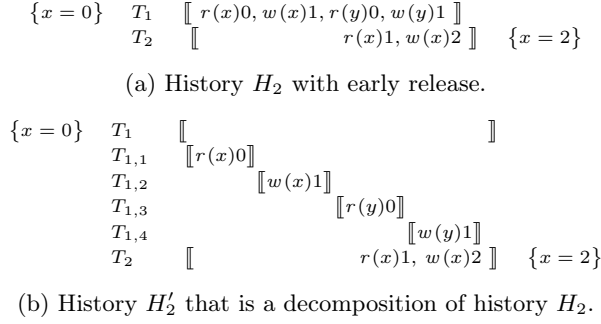 {x = 0} T₁ ⟦ r(x)0, w(x)1, r(y)0, w(y)1 ⟧
T₂ ⟦ r(x)1, w(x)2 ⟧ {x = 2}
(a) History H₂ with early release.
{x = 0} T₁ ⟦ ⟧
T₁,₁ ⟦r(x)0⟧
T₁,₂ ⟦w(x)1⟧
T₁,₃ ⟦r(y)0⟧
T₁,₄ ⟦w(y)1⟧
T₂ ⟦ r(x)1, w(x)2 ⟧ {x = 2}
(b) History H₂′ that is a decomposition of history H₂.